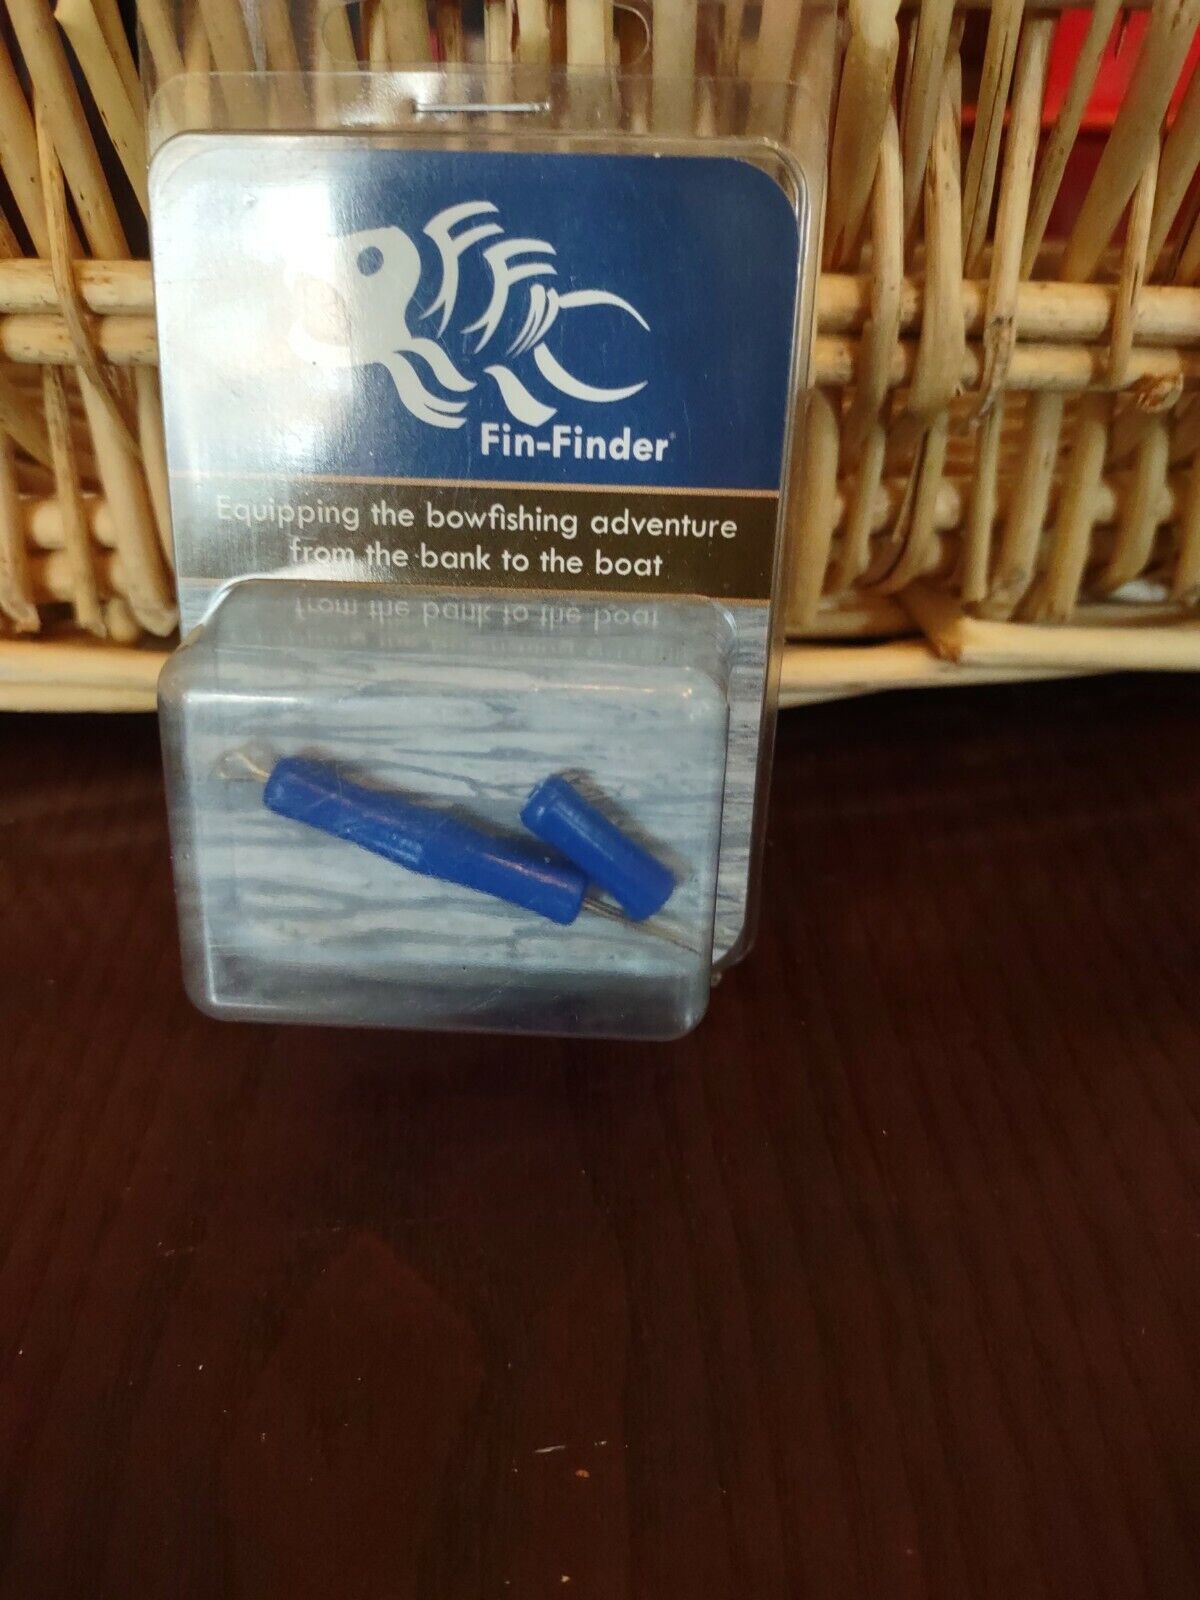 Fin-Finder®
Equipping the bowfishing adventure
from the bank to the boat